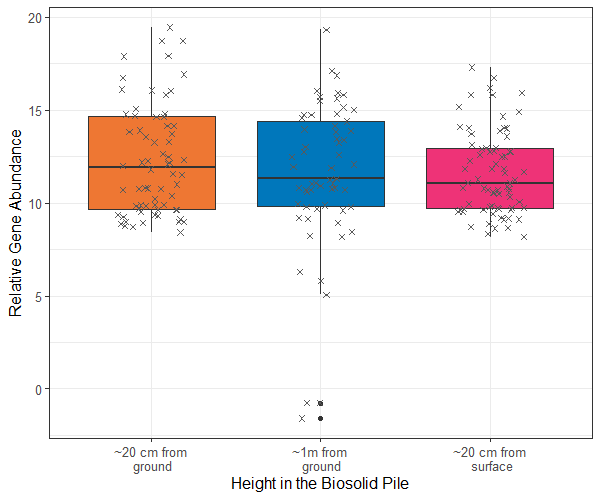 Relative Gene Abundance
20
15
10
5
0
~20 cm from
ground
~1m from
ground
~20 cm from
surface
Height in the Biosolid Pile